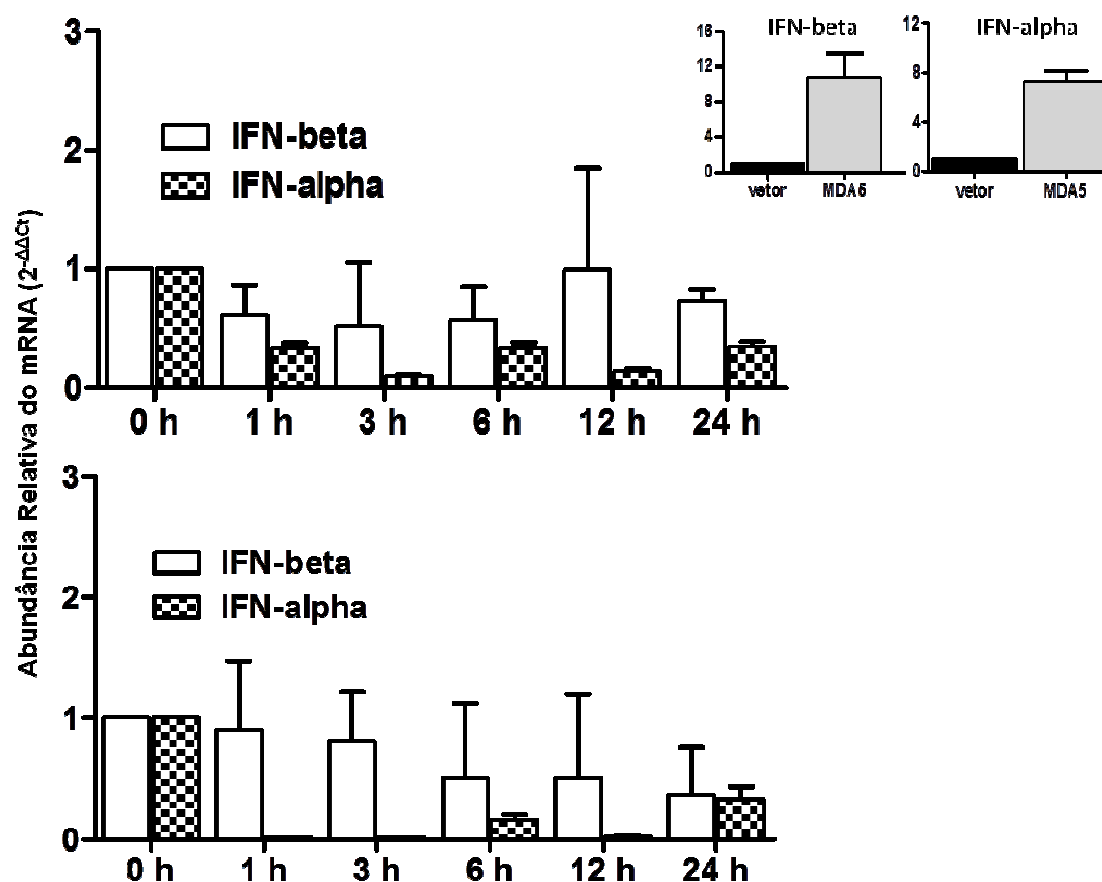 Abundância Relativa do mRNA (2^-ΔΔCt)
3
2
1
0
IFN-beta
IFN-alpha
0 h 1 h 3 h 6 h 12 h 24 h
IFN-beta
16
12
8
4
0
vetor MDA5
IFN-alpha
12
8
4
0
vetor MDA5
3
2
1
0
IFN-beta
IFN-alpha
0 h 1 h 3 h 6 h 12 h 24 h